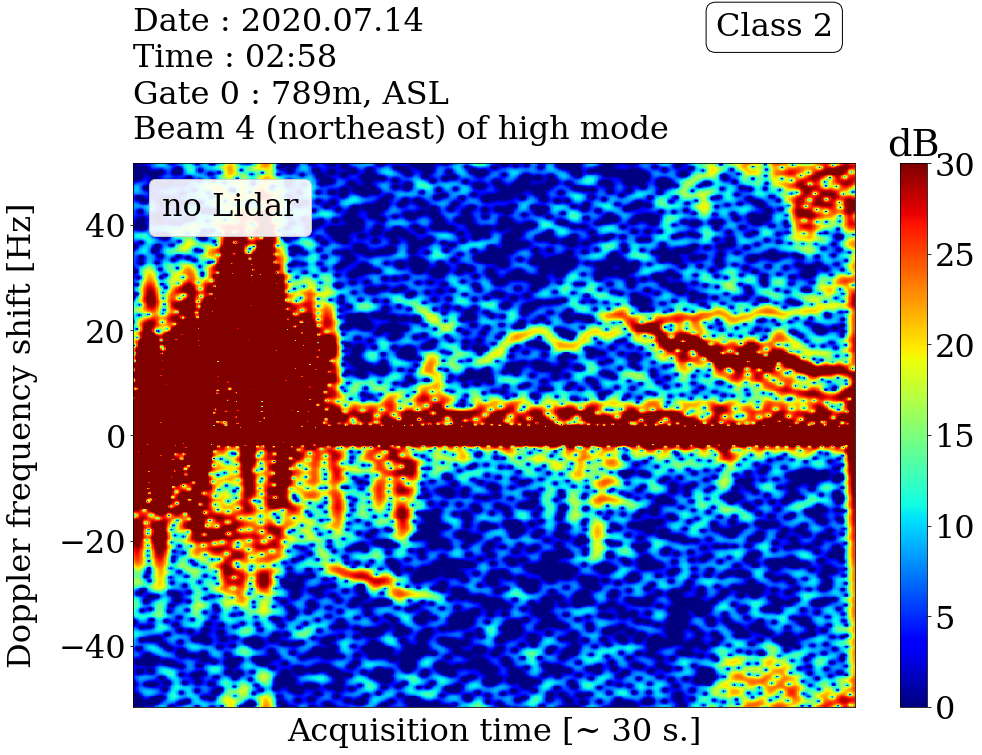 Date : 2020.07.14
Time : 02:58
Gate 0 : 789m, ASL
Beam 4 (northeast) of high mode
Class 2
dB
no Lidar
Doppler frequency shift [Hz]
40
20
0
−20
−40
30
25
20
15
10
5
0
Acquisition time [~ 30 s.]